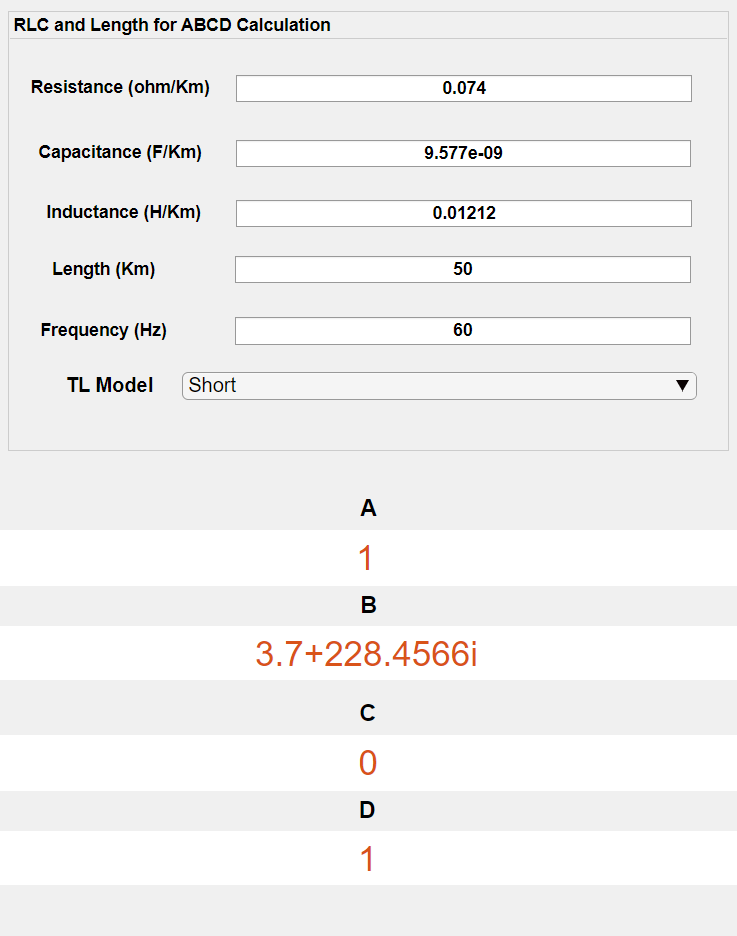 RLC and Length for ABCD Calculation
Resistance (ohm/Km) 0.074
Capacitance (F/Km) 9.577e-09
Inductance (H/Km) 0.01212
Length (Km) 50
Frequency (Hz) 60
TL Model Short
A
1
B
3.7+228.4566i
C
0
D
1